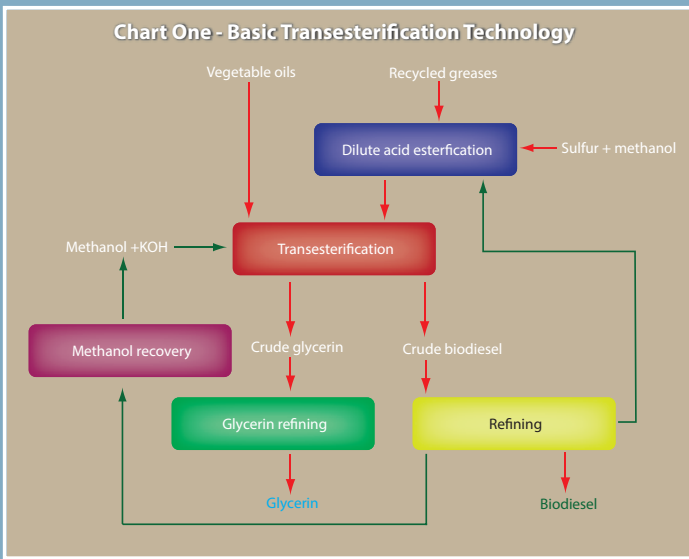 Chart One - Basic Transesterification Technology
Vegetable oils
Recycled greases
Dilute acid esterfication
Sulfur + methanol
Methanol +KOH
Transesterification
Methanol recovery
Crude glycerin
Crude biodiesel
Glycerin refining
Refining
Glycerin
Biodiesel